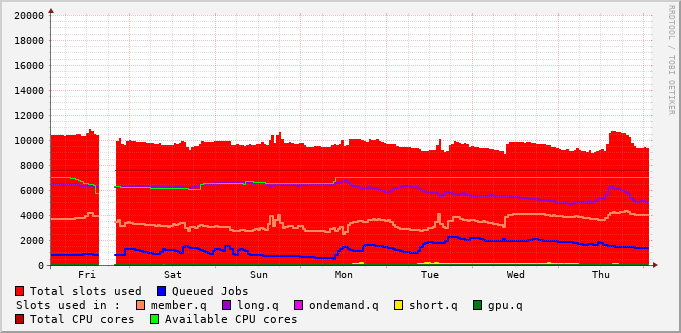 20000
18000
16000
14000
12000
10000
8000
6000
4000
2000
0
Fri Sat Sun Mon Tue Wed Thu
Total slots used Queued Jobs
Slots used in : member.q long.q ondemand.q short.q gpu.q
Total CPU cores Available CPU cores
RRDTOOL / TOBI OETIKER